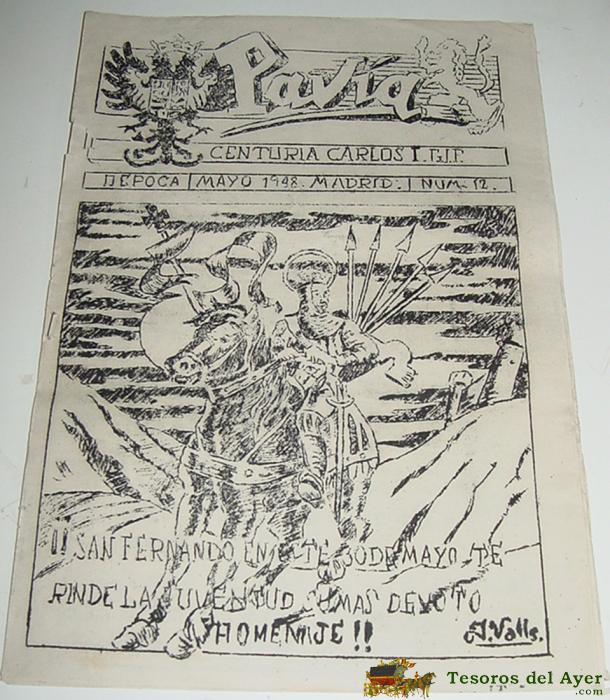 Pavía
CENTURIA CARLOS I. G.I.F.
II EPOCA | MAYO 1948. MADRID. | NUM. 12.
¡¡ SAN FERNANDO EN ESTE 30 DE MAYO TE
RINDE LA JUVENTUD SU MAS DEVOTO
HOMENAJE !!
J. Valls.
Tesoros del Ayer
.com